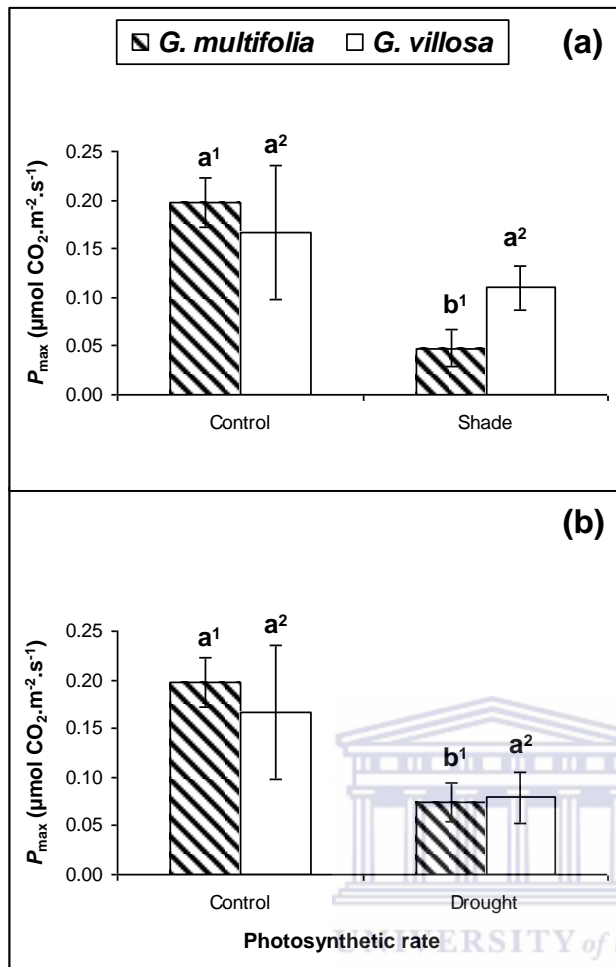 G. multifolia G. villosa (a)
P max (µmol CO₂.m⁻².s⁻¹)
0.25
0.20
0.15
0.10
0.05
0.00
a¹ a² b¹ a²
Control Shade
(b)
P max (µmol CO₂.m⁻².s⁻¹)
0.25
0.20
0.15
0.10
0.05
0.00
a¹ a² b¹ a²
Control Drought
Photosynthetic rate
UNIVERSITY of